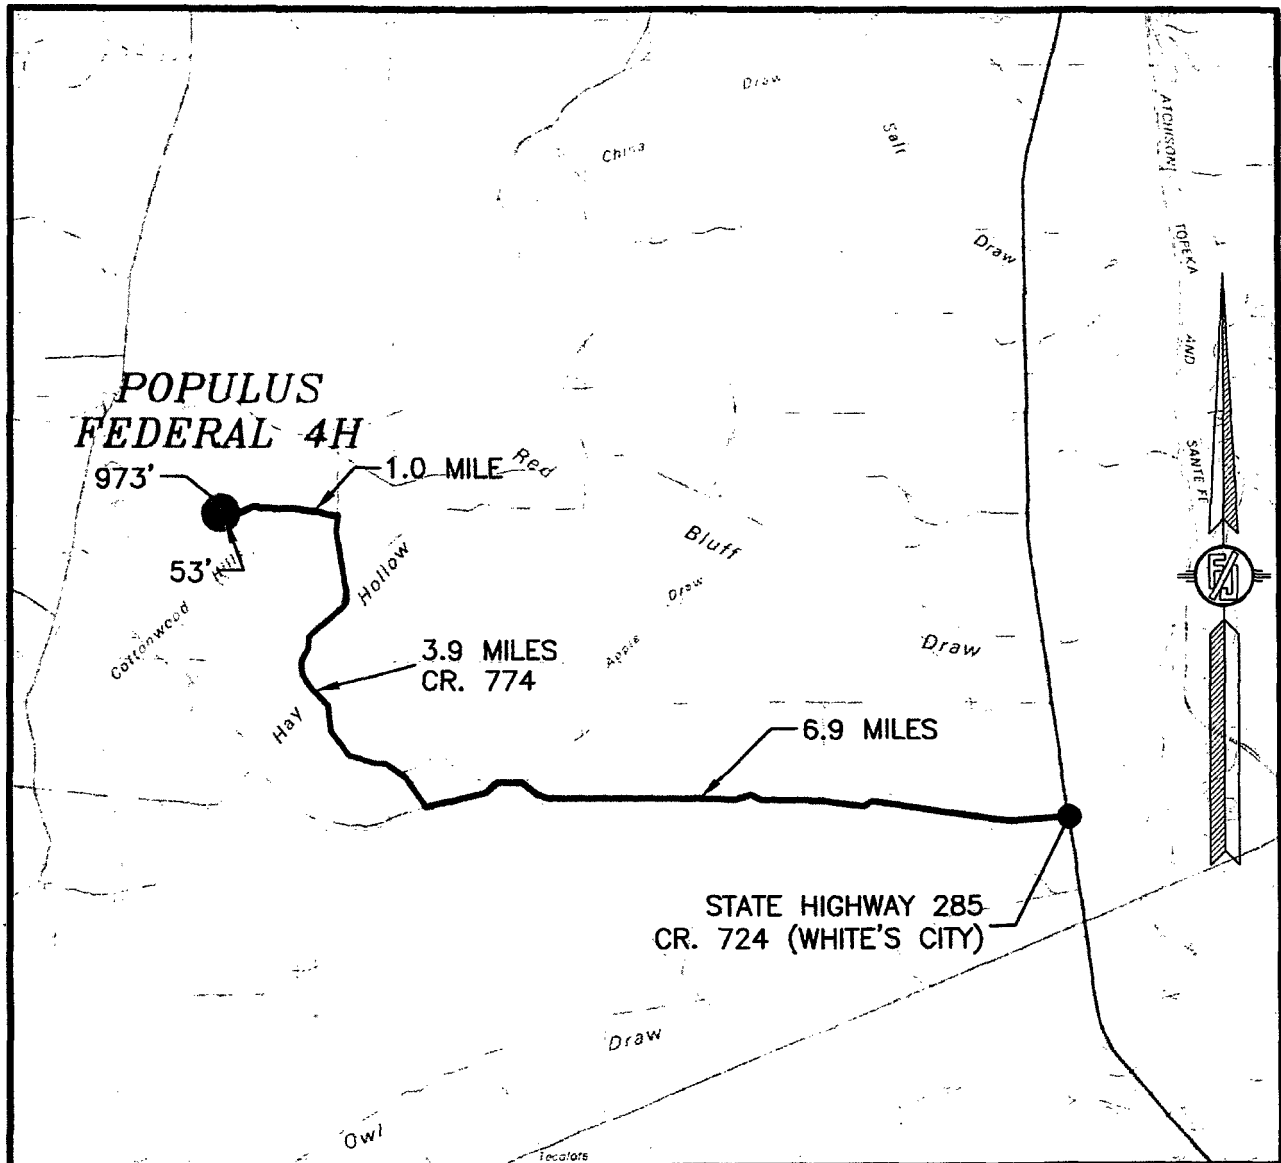 Draw
China
Salt
Draw
ATCHISON
TOPEKA
AND
SANTE FE
POPULUS
FEDERAL 4H
973'
1.0 MILE
Red
53'
Hills
Cottonwood
Hollow
Bluff
Draw
Apple
Draw
3.9 MILES
CR. 774
Hay
6.9 MILES
STATE HIGHWAY 285
CR. 724 (WHITE'S CITY)
Draw
Owl